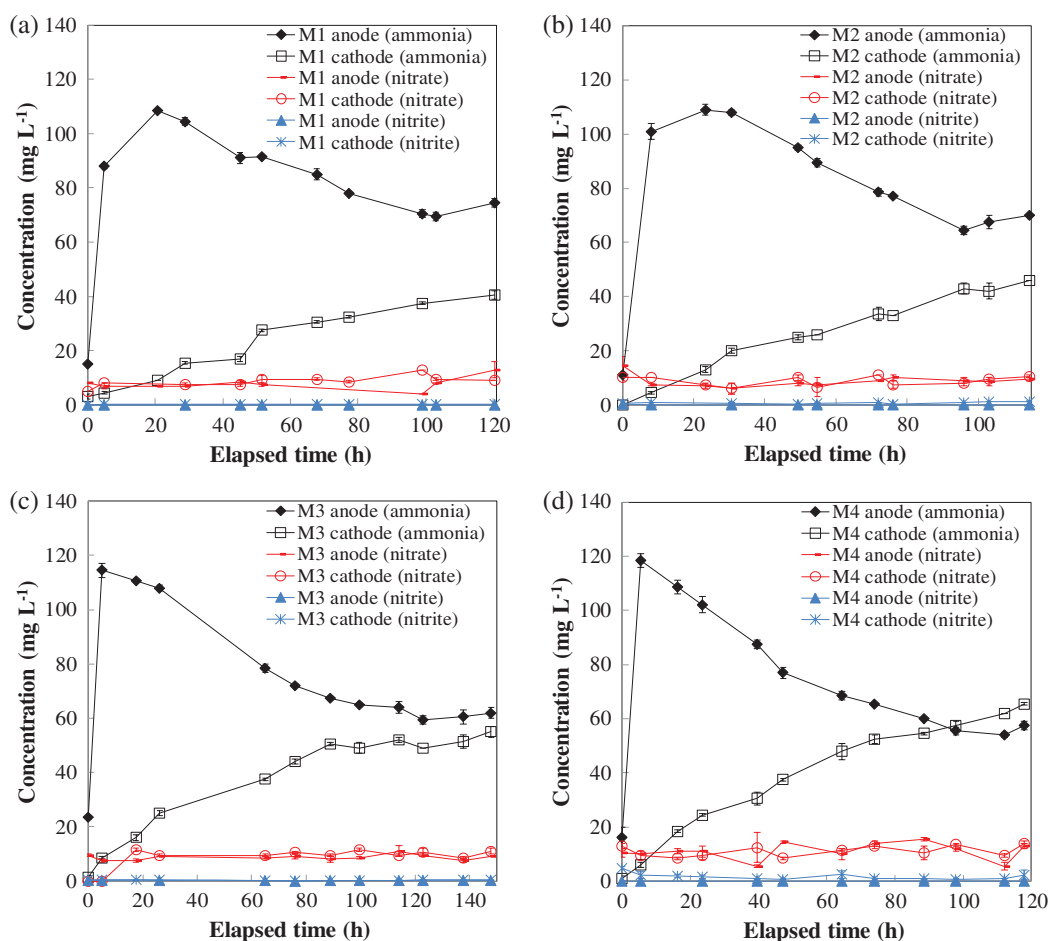 (a)
140
120
100
80
60
40
20
0
Concentration (mg L-1)
M1 anode (ammonia)
M1 cathode (ammonia)
M1 anode (nitrate)
M1 cathode (nitrate)
M1 anode (nitrite)
M1 cathode (nitrite)
0 20 40 60 80 100 120
Elapsed time (h)
(b)
140
120
100
80
60
40
20
0
Concentration (mg L-1)
M2 anode (ammonia)
M2 cathode (ammonia)
M2 anode (nitrate)
M2 cathode (nitrate)
M2 anode (nitrite)
M2 cathode (nitrite)
0 20 40 60 80 100
Elapsed time (h)
(c)
140
120
100
80
60
40
20
0
Concentration (mg L-1)
M3 anode (ammonia)
M3 cathode (ammonia)
M3 anode (nitrate)
M3 cathode (nitrate)
M3 anode (nitrite)
M3 cathode (nitrite)
0 20 40 60 80 100 120 140
Elapsed time (h)
(d)
140
120
100
80
60
40
20
0
Concentration (mg L-1)
M4 anode (ammonia)
M4 cathode (ammonia)
M4 anode (nitrate)
M4 cathode (nitrate)
M4 anode (nitrite)
M4 cathode (nitrite)
0 20 40 60 80 100 120
Elapsed time (h)